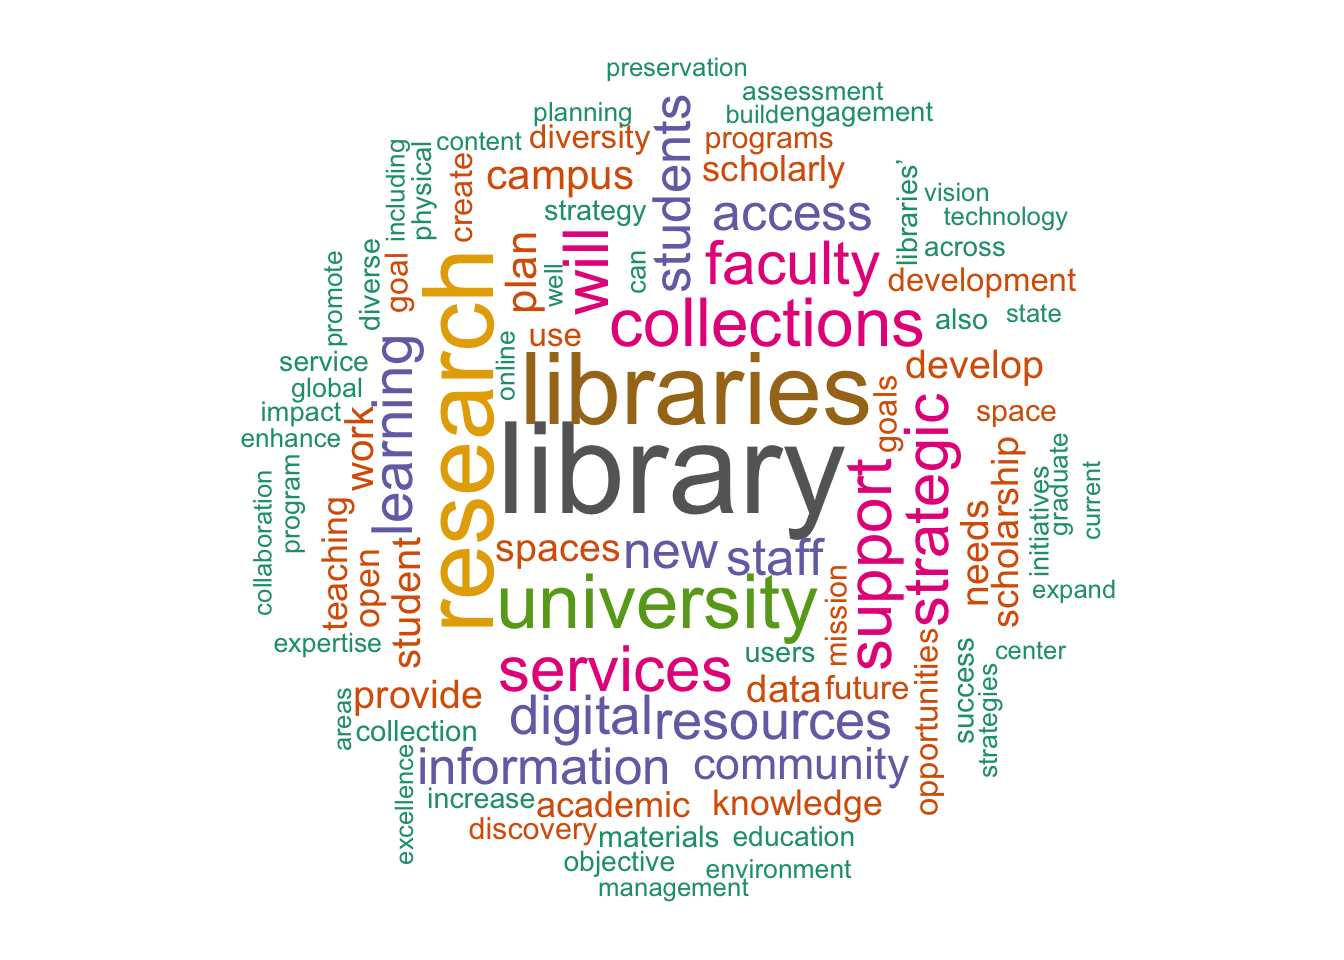 preservation
assessment
planning
students
build
engagement
content
diversity
programs
including
physical
create
campus
scholarly
libraries’
vision
strategy
access
technology
promote
diverse
goal
research
plan
well
will
can
faculty
across
development
collections
also
state
service
learning
online
use
libraries
develop
global
impact
work
goals
strategic
space
enhance
library
support
collaboration
program
teaching
open
student
spaces
new
staff
needs
scholarship
initiatives
graduate
current
university
mission
expand
expertise
services
users
opportunities
success
strategies
center
areas
provide
data
future
collection
digital
resources
excellence
information
community
increase
academic
knowledge
discovery
materials
education
objective
environment
management